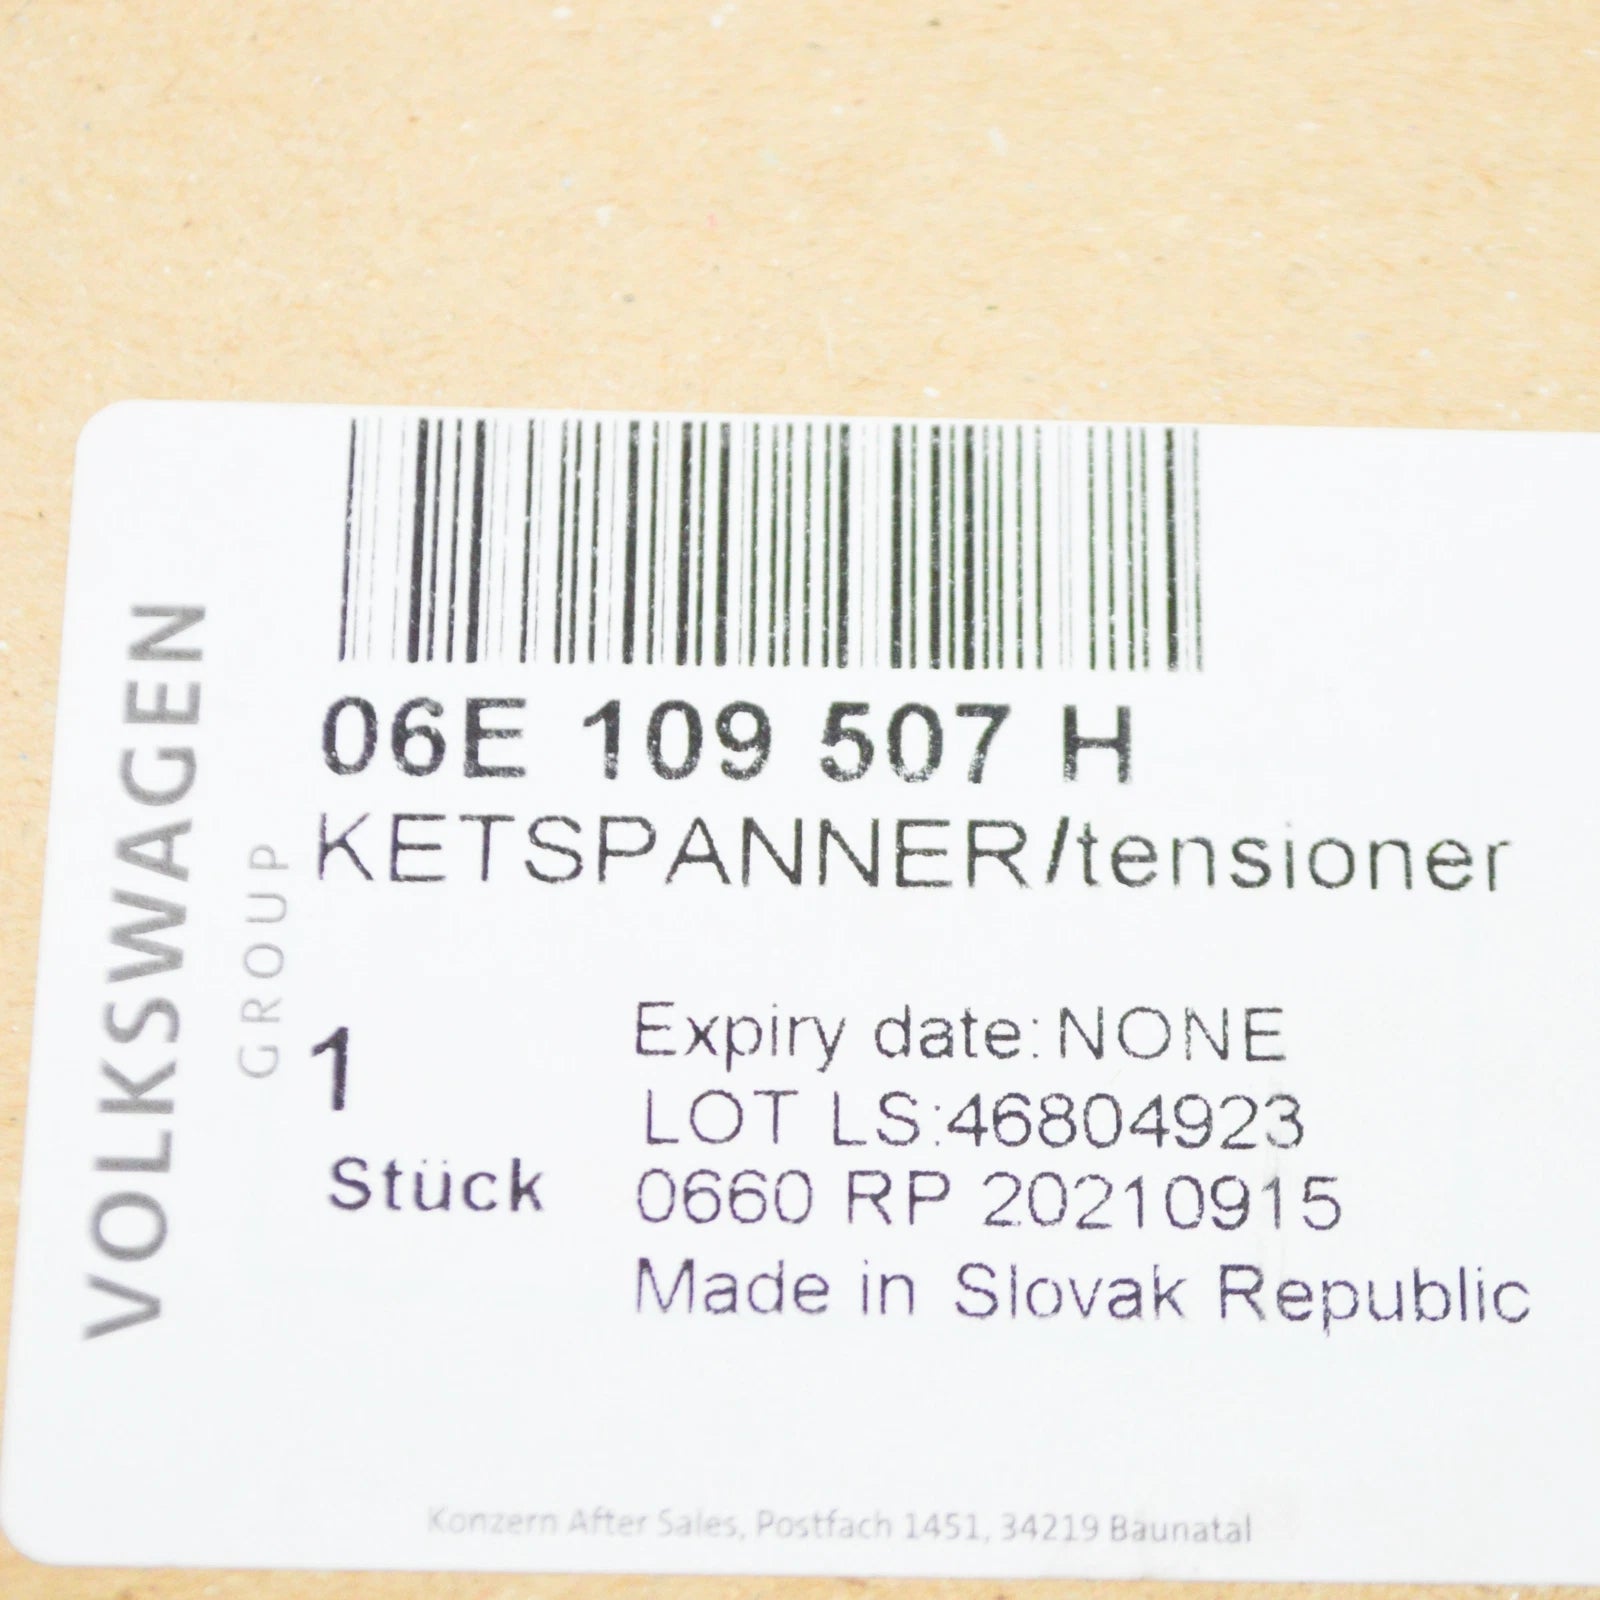 VOLKSWAGEN
GROUP
06E 109 507 H
KETSPANNER/tensioner
1
Stück
Expiry date:NONE
LOT LS:46804923
0660 RP 20210915
Made in Slovak Republic
Konzern After Sales, Postfach 1451, 34219 Baunatal